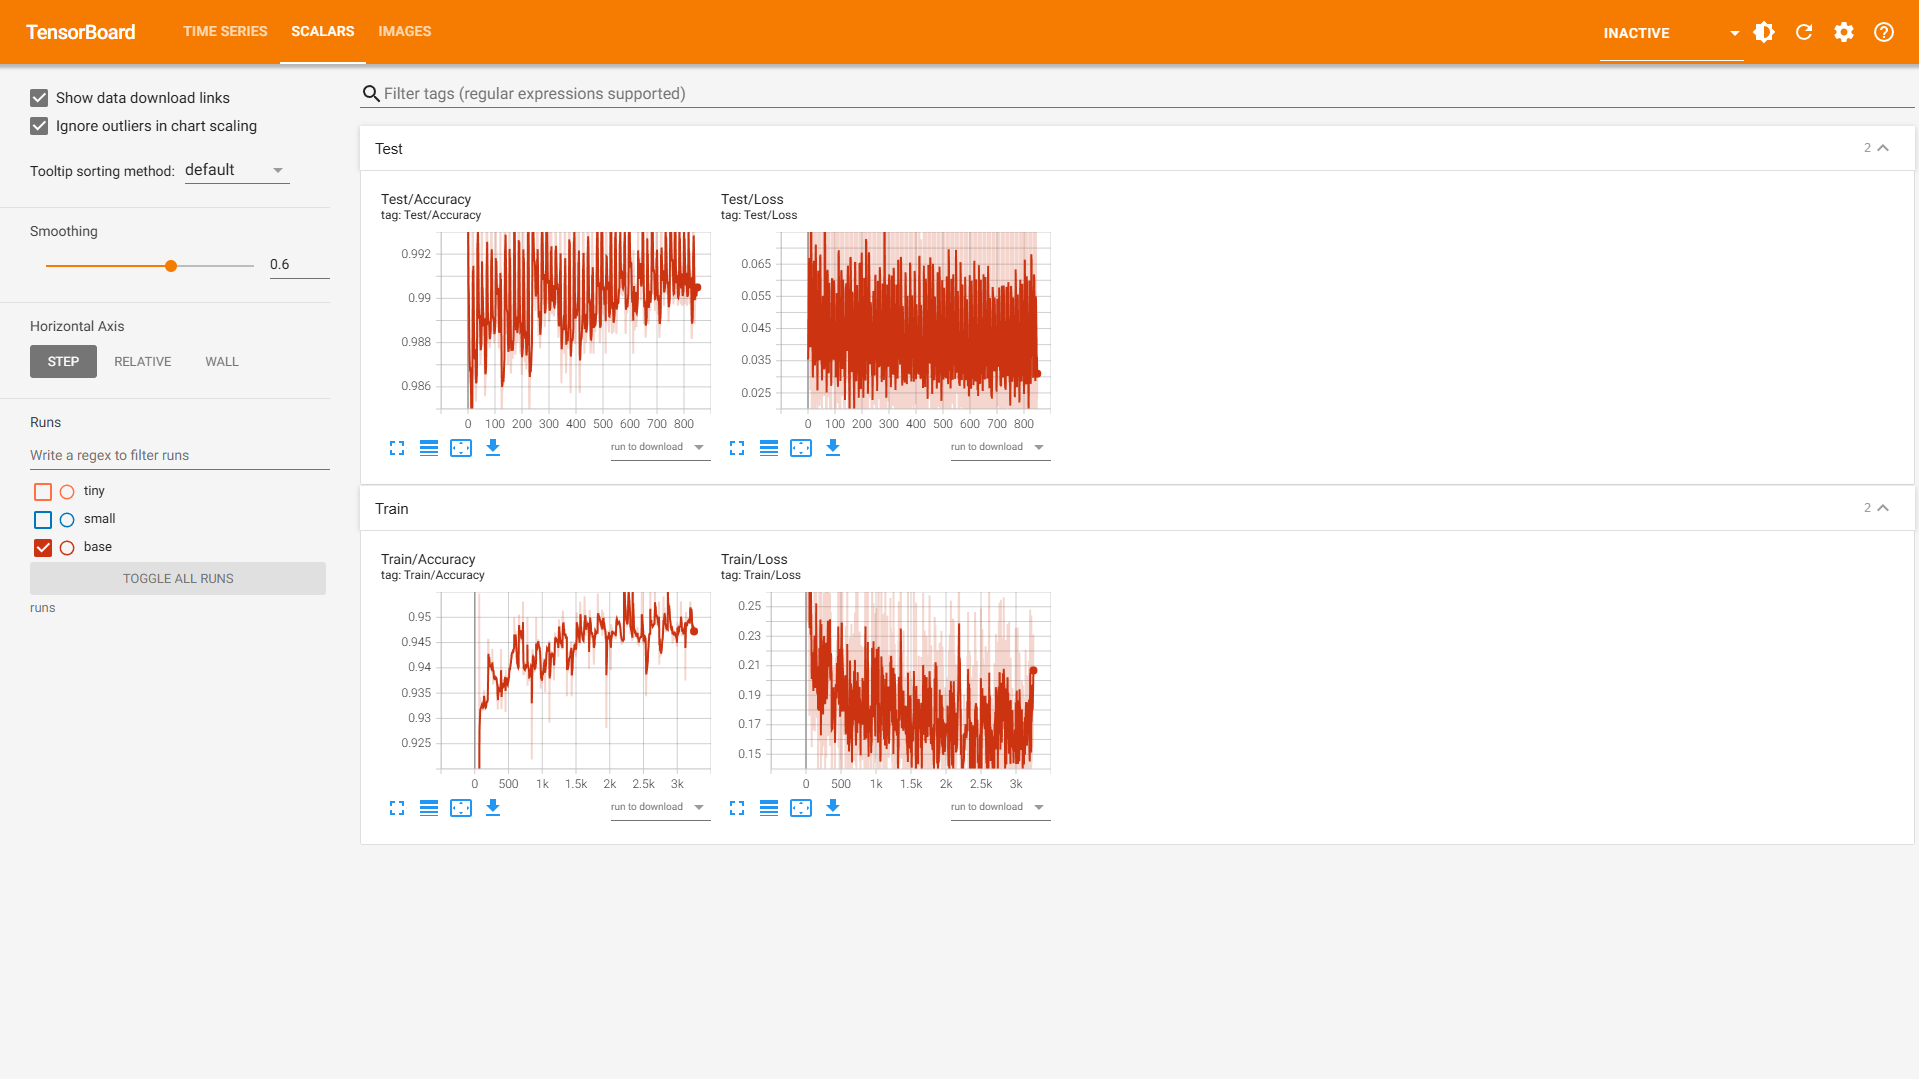 TensorBoard TIME SERIES SCALARS IMAGES INACTIVE
Show data download links
Ignore outliers in chart scaling
Tooltip sorting method: default
Smoothing
0.6
Horizontal Axis
STEP RELATIVE WALL
Runs
Write a regex to filter runs
tiny
small
base
TOGGLE ALL RUNS
runs
Filter tags (regular expressions supported)
Test 2
Test/Accuracy
tag: Test/Accuracy
0.992
0.99
0.988
0.986
0 100 200 300 400 500 600 700 800
run to download
Test/Loss
tag: Test/Loss
0.065
0.055
0.045
0.035
0.025
0 100 200 300 400 500 600 700 800
run to download
Train 2
Train/Accuracy
tag: Train/Accuracy
0.95
0.945
0.94
0.935
0.93
0.925
0 500 1k 1.5k 2k 2.5k 3k
run to download
Train/Loss
tag: Train/Loss
0.25
0.23
0.21
0.19
0.17
0.15
0 500 1k 1.5k 2k 2.5k 3k
run to download